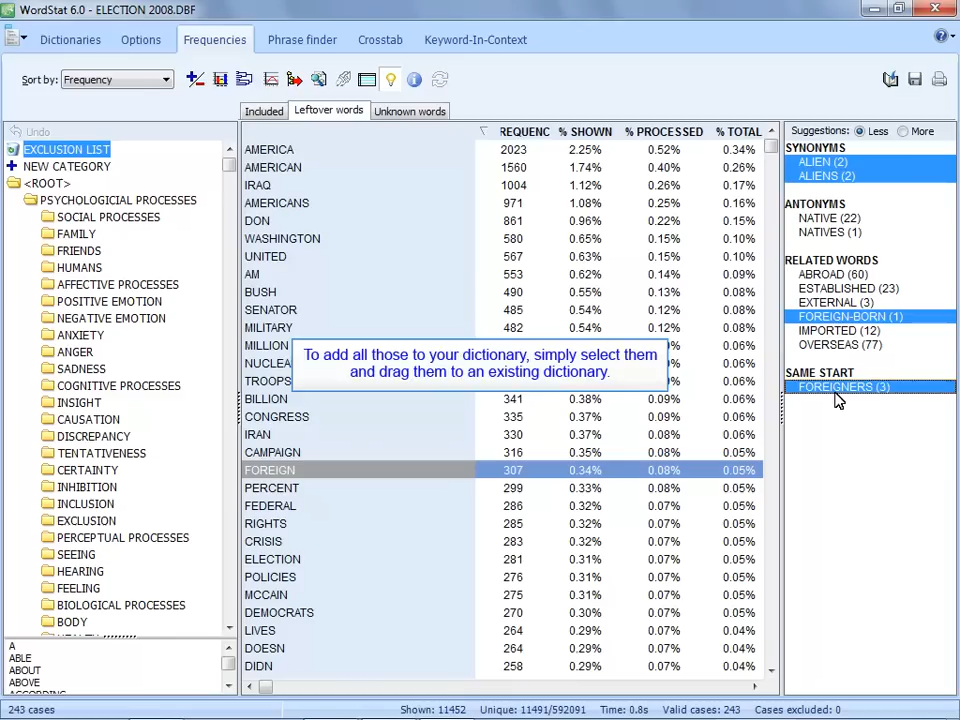 WordStat 6.0 - ELECTION 2008.DBF
Dictionaries Options Frequencies Phrase finder Crosstab Keyword-In-Context
Sort by: Frequency
Included Leftover words Unknown words
Undo
EXCLUSION LIST
NEW CATEGORY
<ROOT>
PSYCHOLOGICIAL PROCESSES
SOCIAL PROCESSES
FAMILY
FRIENDS
HUMANS
AFFECTIVE PROCESSES
POSITIVE EMOTION
NEGATIVE EMOTION
ANXIETY
ANGER
SADNESS
COGNITIVE PROCESSES
INSIGHT
CAUSATION
DISCREPANCY
TENTATIVENESS
CERTAINTY
INHIBITION
INCLUSION
EXCLUSION
PERCEPTUAL PROCESSES
SEEING
HEARING
FEELING
BIOLOGICAL PROCESSES
BODY
A
ABLE
ABOUT
ABOVE
ACCORDING
REQUENC % SHOWN % PROCESSED % TOTAL
AMERICA 2023 2.25% 0.52% 0.34%
AMERICAN 1560 1.74% 0.40% 0.26%
IRAQ 1004 1.12% 0.26% 0.17%
AMERICANS 971 1.08% 0.25% 0.16%
DON 861 0.96% 0.22% 0.15%
WASHINGTON 580 0.65% 0.15% 0.10%
UNITED 567 0.63% 0.15% 0.10%
AM 553 0.62% 0.14% 0.09%
BUSH 490 0.55% 0.13% 0.08%
SENATOR 485 0.54% 0.12% 0.08%
MILITARY 482 0.54% 0.12% 0.08%
MILLION
NUCLEA
TROOPS
To add all those to your dictionary, simply select them
and drag them to an existing dictionary.
BILLION 341 0.38% 0.09% 0.06%
CONGRESS 335 0.37% 0.09% 0.06%
IRAN 330 0.37% 0.08% 0.06%
CAMPAIGN 316 0.35% 0.08% 0.05%
FOREIGN 307 0.34% 0.08% 0.05%
PERCENT 299 0.33% 0.08% 0.05%
FEDERAL 286 0.32% 0.07% 0.05%
RIGHTS 285 0.32% 0.07% 0.05%
CRISIS 283 0.32% 0.07% 0.05%
ELECTION 281 0.31% 0.07% 0.05%
POLICIES 276 0.31% 0.07% 0.05%
MCCAIN 275 0.31% 0.07% 0.05%
DEMOCRATS 270 0.30% 0.07% 0.05%
LIVES 264 0.29% 0.07% 0.04%
DOESN 264 0.29% 0.07% 0.04%
DIDN 258 0.29% 0.07% 0.04%
Suggestions: Less More
SYNONYMS
ALIEN (2)
ALIENS (2)
ANTONYMS
NATIVE (22)
NATIVES (1)
RELATED WORDS
ABROAD (60)
ESTABLISHED (23)
EXTERNAL (3)
FOREIGN-BORN (1)
IMPORTED (12)
OVERSEAS (77)
SAME START
FOREIGNERS (3)
243 cases Shown: 11452 Unique: 11491/592091 Time: 0.8s Valid cases: 243 Cases excluded: 0